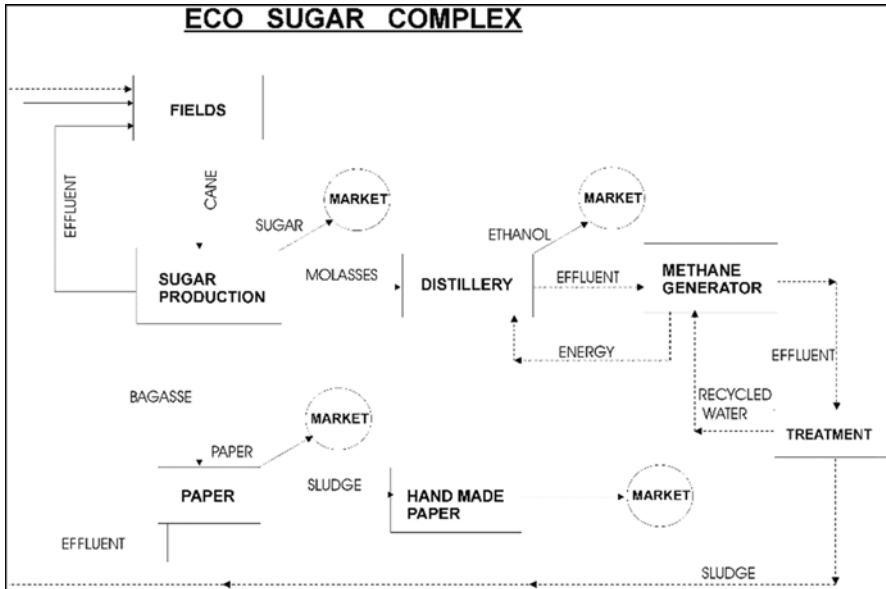 ECO SUGAR COMPLEX
FIELDS
EFFLUENT
CANE
MARKET
MARKET
SUGAR
ETHANOL
SUGAR
PRODUCTION
MOLASSES
DISTILLERY
EFFLUENT
METHANE
GENERATOR
ENERGY
EFFLUENT
RECYCLED
WATER
TREATMENT
BAGASSE
MARKET
PAPER
PAPER
SLUDGE
HAND MADE
PAPER
MARKET
EFFLUENT
SLUDGE